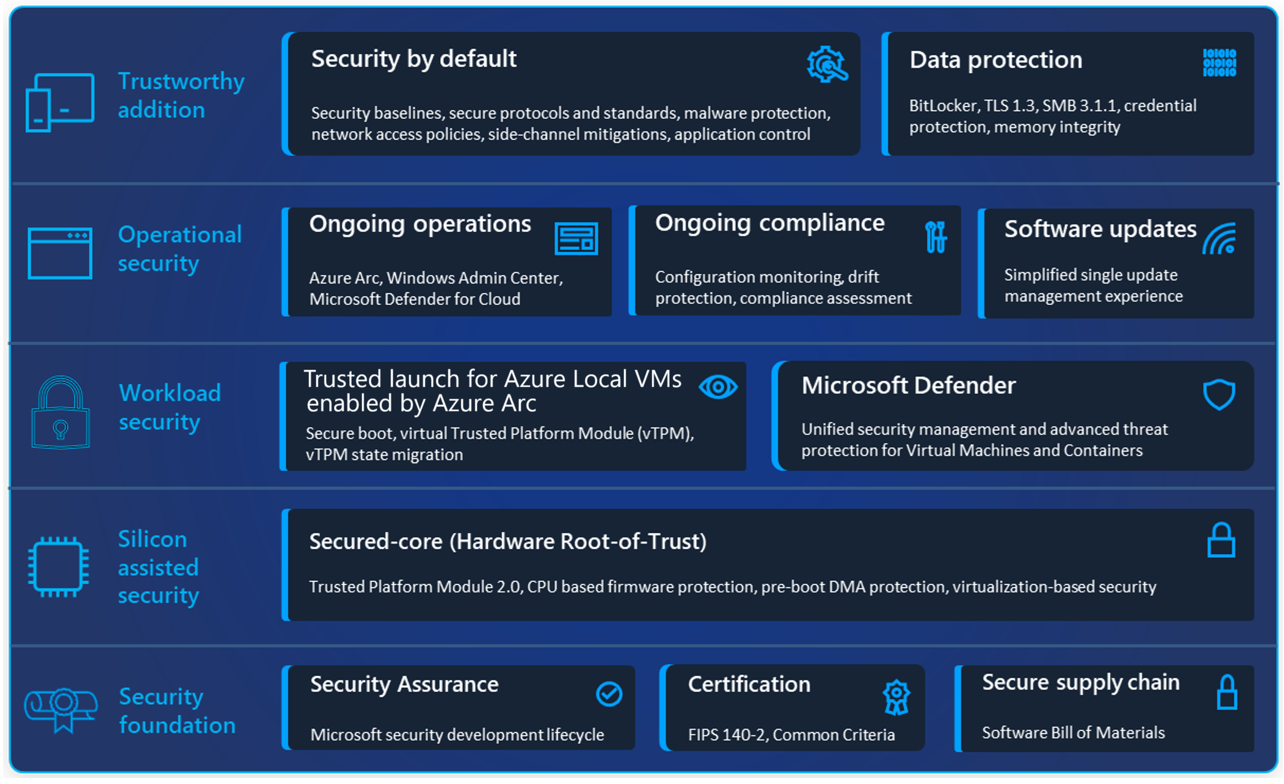 Trustworthy
addition
Security by default
Security baselines, secure protocols and standards, malware protection,
network access policies, side-channel mitigations, application control
Data protection
BitLocker, TLS 1.3, SMB 3.1.1, credential
protection, memory integrity
Operational
security
Ongoing operations
Azure Arc, Windows Admin Center,
Microsoft Defender for Cloud
Ongoing compliance
Configuration monitoring, drift
protection, compliance assessment
Software updates
Simplified single update
management experience
Workload
security
Trusted launch for Azure Local VMs
enabled by Azure Arc
Secure boot, virtual Trusted Platform Module (vTPM),
vTPM state migration
Microsoft Defender
Unified security management and advanced threat
protection for Virtual Machines and Containers
Silicon
assisted
security
Secured-core (Hardware Root-of-Trust)
Trusted Platform Module 2.0, CPU based firmware protection, pre-boot DMA protection, virtualization-based security
Security
foundation
Security Assurance
Microsoft security development lifecycle
Certification
FIPS 140-2, Common Criteria
Secure supply chain
Software Bill of Materials